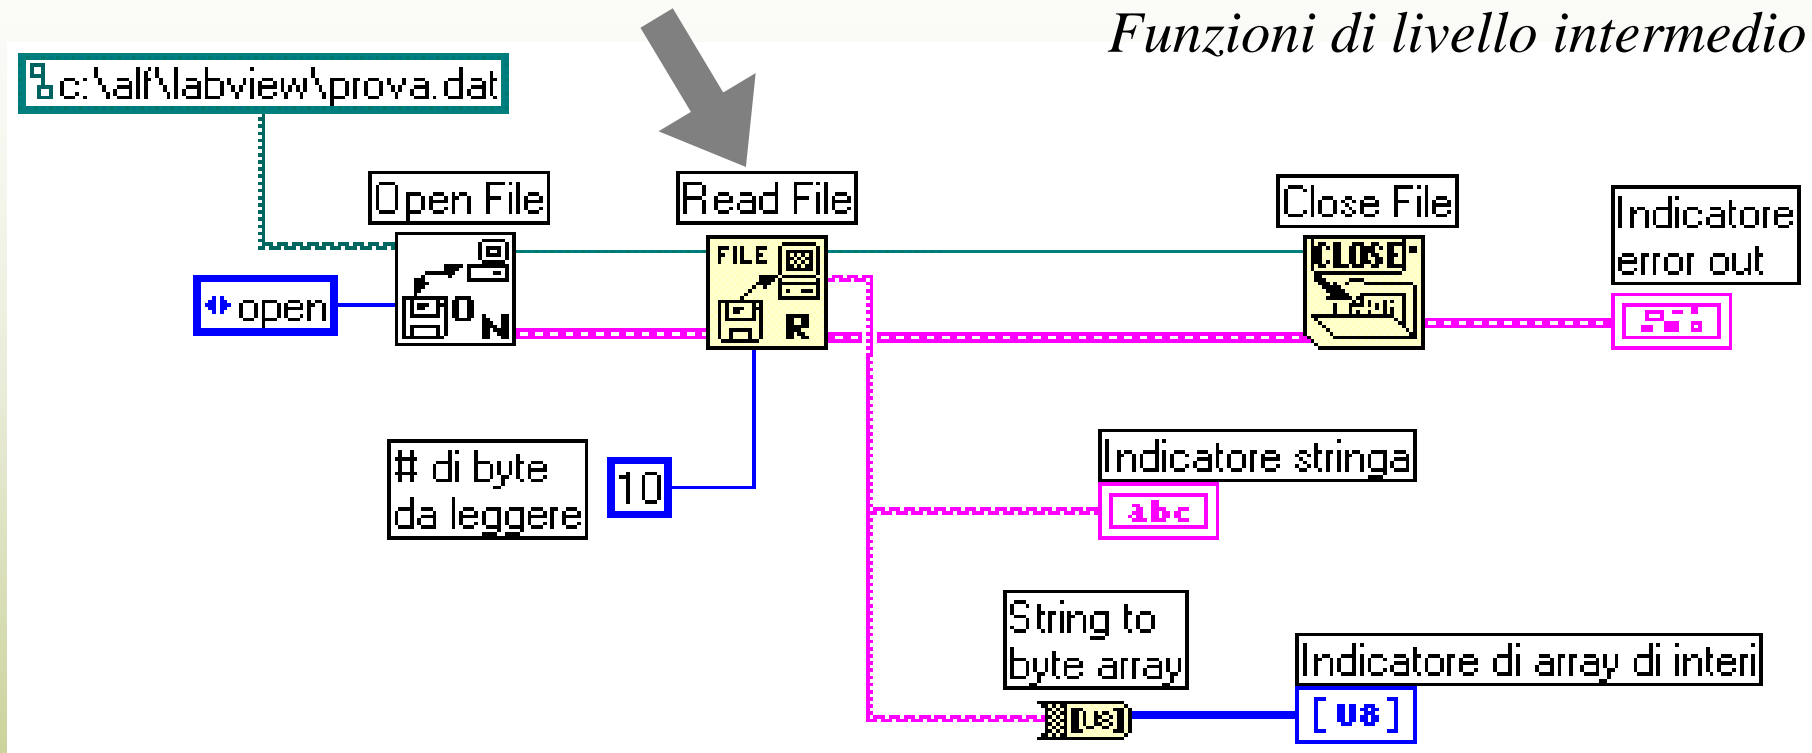 Funzioni di livello intermedio
c:\alf\labview\prova.dat
Open File
Read File
Close File
Indicatore
error out
FILE
R
CLOSE
open
O
N
# di byte
da leggere
10
Indicatore stringa
abc
String to
byte array
[U8]
Indicatore di array di interi
[U8]